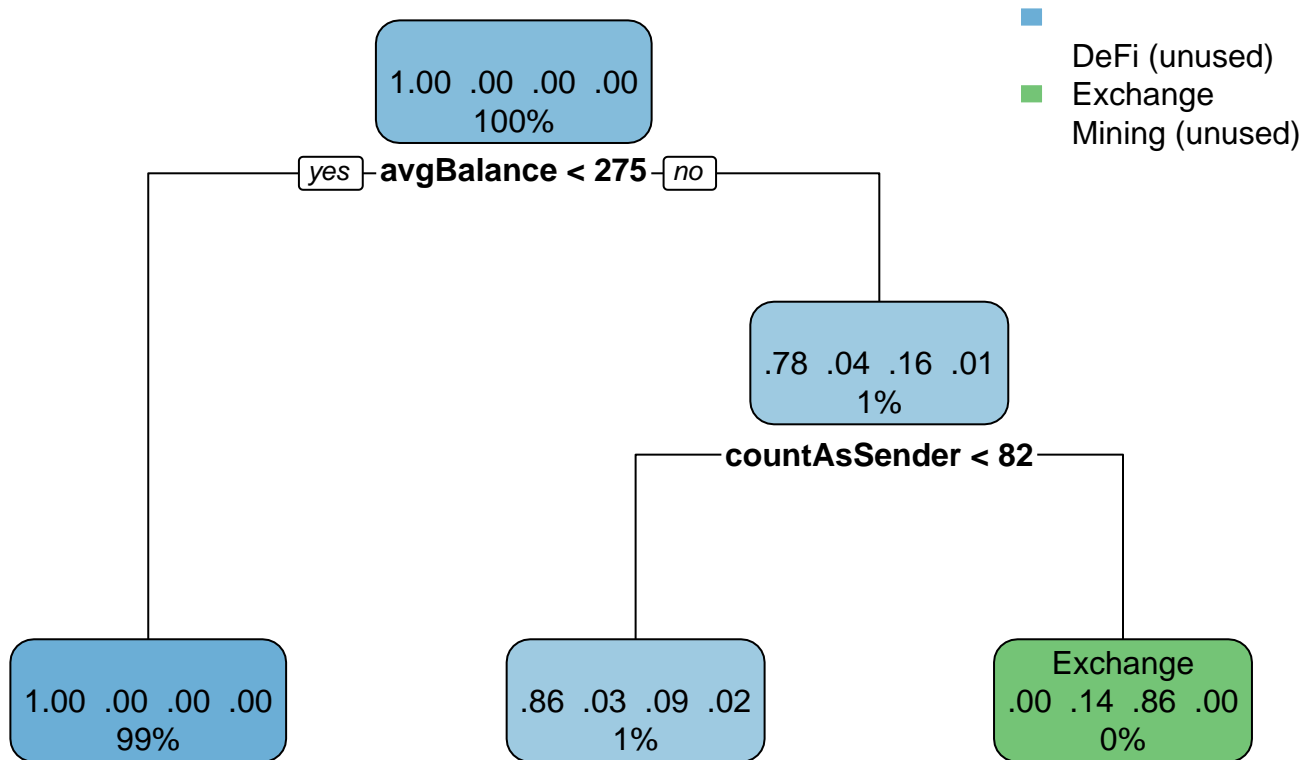 DeFi (unused)
Exchange
Mining (unused)
1.00 .00 .00 .00
100%
yes avgBalance < 275 no
.78 .04 .16 .01
1%
countAsSender < 82
1.00 .00 .00 .00
99%
.86 .03 .09 .02
1%
Exchange
.00 .14 .86 .00
0%